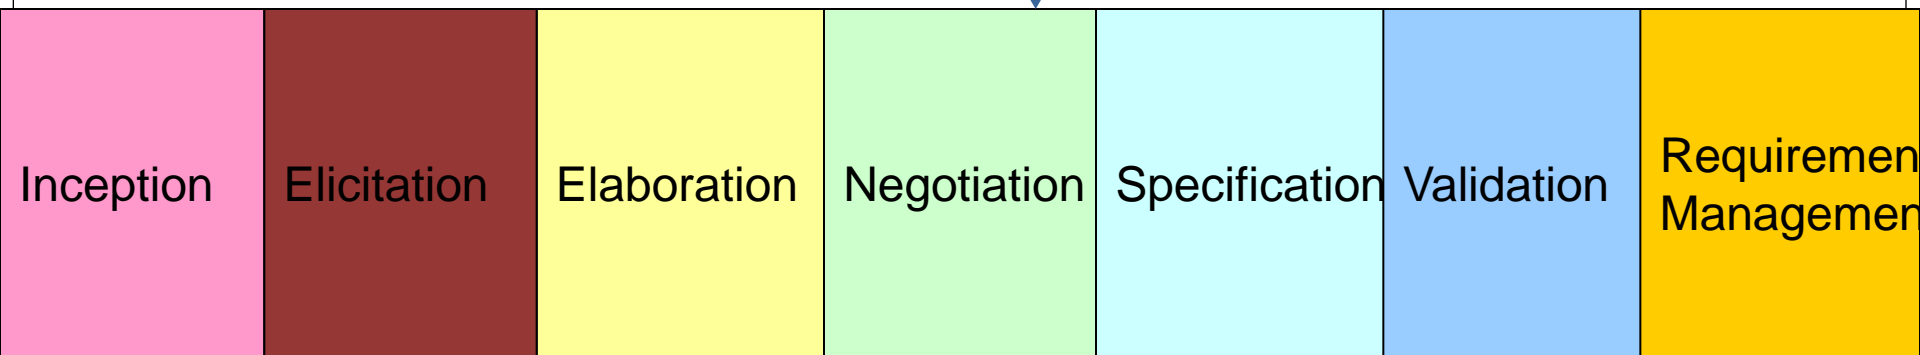 Inception
Elicitation
Elaboration
Negotiation
Specification
Validation
Requiremen
Managemen